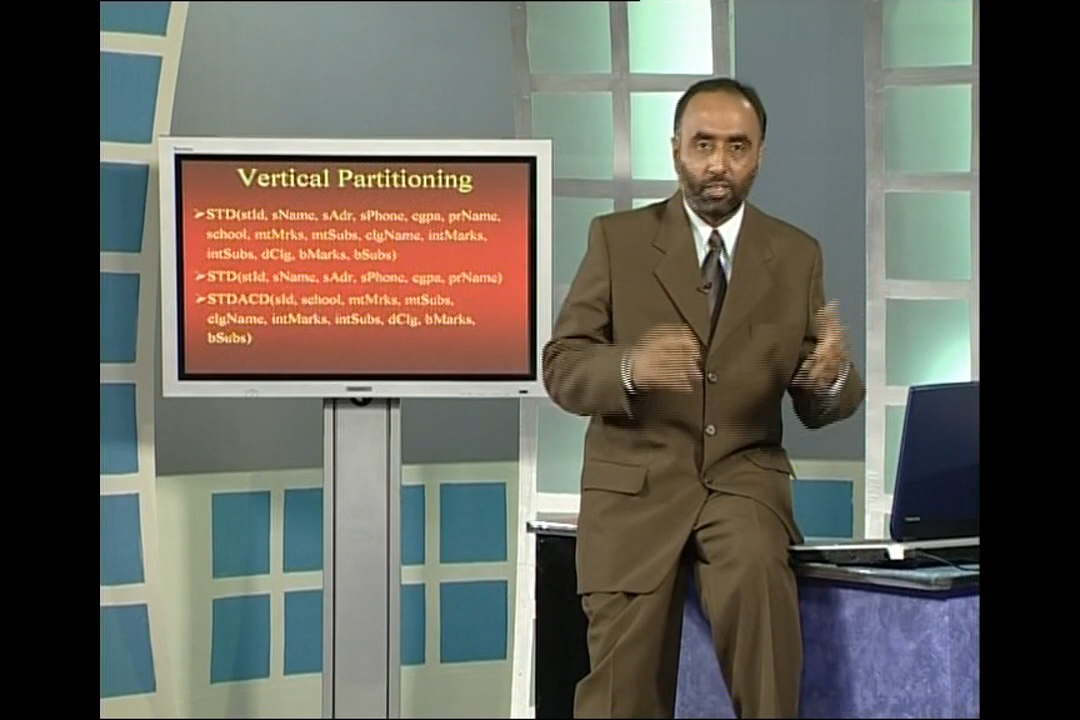 Vertical Partitioning
➢STD(stId, sName, sAdr, sPhone, cgpa, prName,
school, mtMrks, mtSubs, clgName, intMarks,
intSubs, dClg, bMarks, bSubs)
➢STD(stId, sName, sAdr, sPhone, cgpa, prName)
➢STDACD(sId, school, mtMrks, mtSubs,
clgName, intMarks, intSubs, dClg, bMarks,
bSubs)